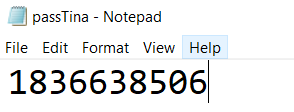 passTina - Notepad
File Edit Format View Help
1836638506